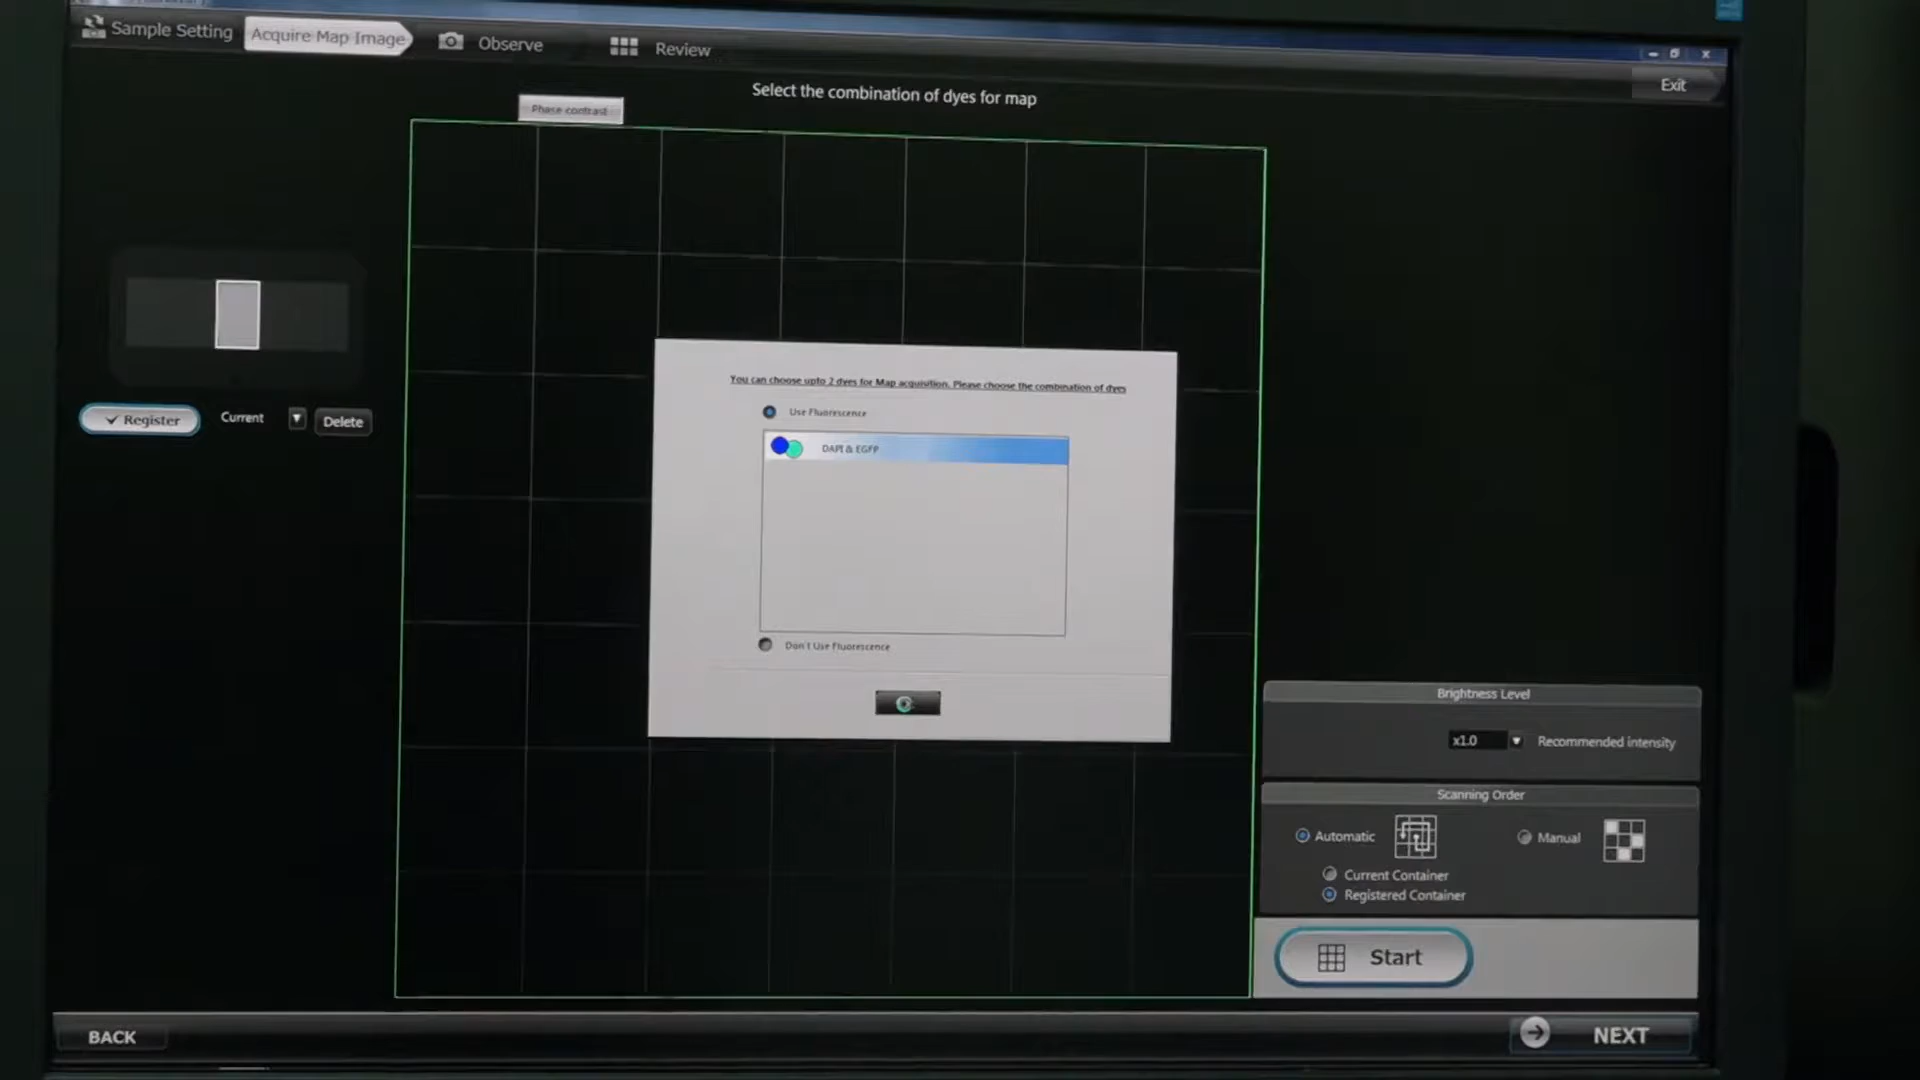 Sample Setting
Acquire Map Image
Observe
Review
Exit
Select the combination of dyes for map
Phase contrast
Register
Current
Delete
You can choose upto 2 dyes for Map acquisition. Please choose the combination of dyes
Use Fluorescence
DAPI & EGFP
Don't Use Fluorescence
Brightness Level
x1.0
Recommended intensity
Scanning Order
Automatic
Manual
Current Container
Registered Container
Start
BACK
NEXT